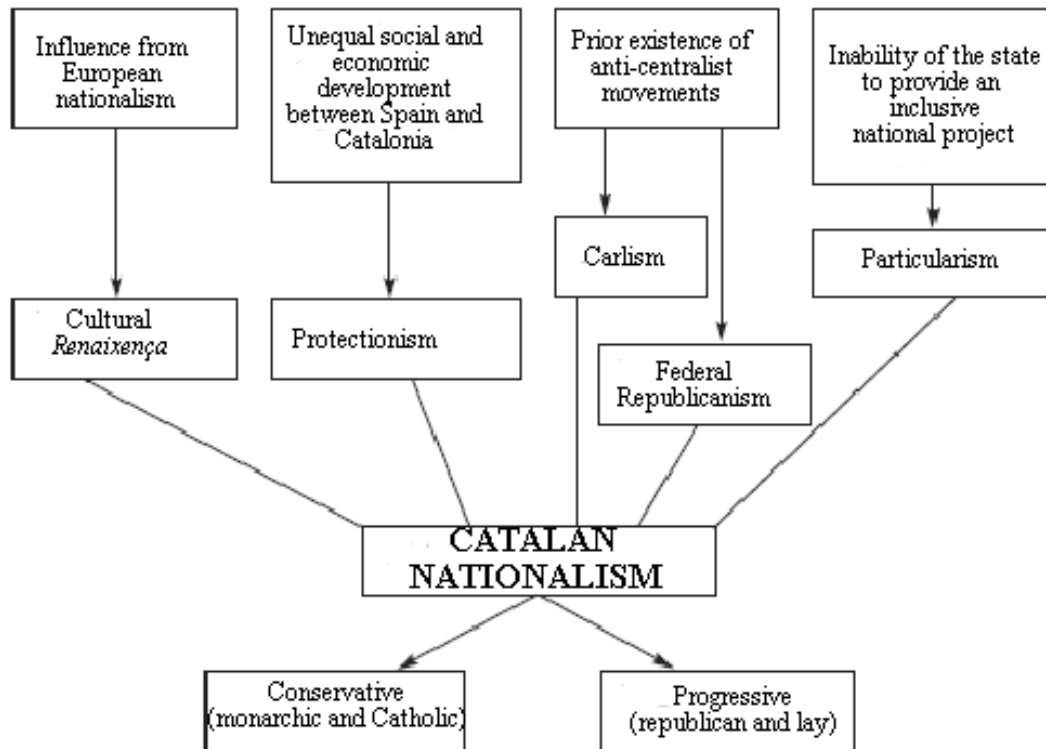 Influence from
European
nationalism
Unequal social and
economic
development
between Spain and
Catalonia
Prior existence of
anti-centralist
movements
Inability of the state
to provide an
inclusive
national project
Carlism
Particularism
Cultural
Renaixença
Protectionism
Federal
Republicanism
CATALAN
NATIONALISM
Conservative
(monarchic and Catholic)
Progressive
(republican and lay)